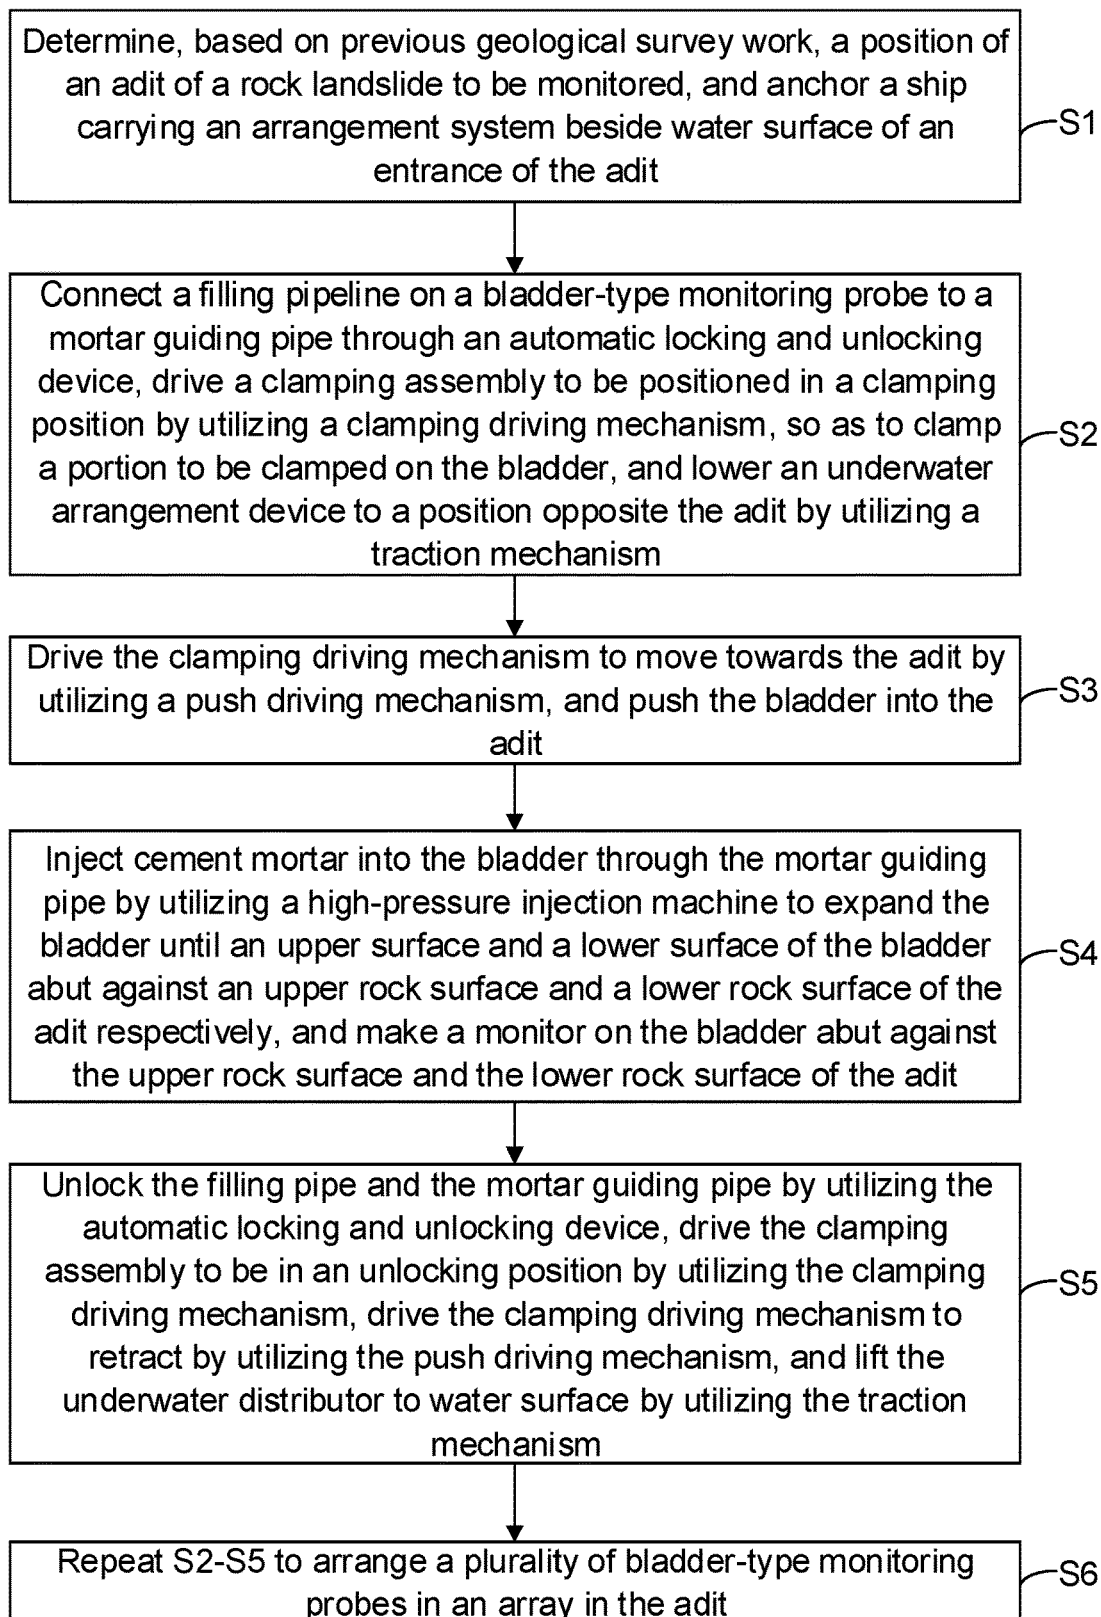 Determine, based on previous geological survey work, a position of
an adit of a rock landslide to be monitored, and anchor a ship
carrying an arrangement system beside water surface of an
entrance of the adit
S1
Connect a filling pipeline on a bladder-type monitoring probe to a
mortar guiding pipe through an automatic locking and unlocking
device, drive a clamping assembly to be positioned in a clamping
position by utilizing a clamping driving mechanism, so as to clamp
a portion to be clamped on the bladder, and lower an underwater
arrangement device to a position opposite the adit by utilizing a
traction mechanism
S2
Drive the clamping driving mechanism to move towards the adit by
utilizing a push driving mechanism, and push the bladder into the
adit
S3
Inject cement mortar into the bladder through the mortar guiding
pipe by utilizing a high-pressure injection machine to expand the
bladder until an upper surface and a lower surface of the bladder
abut against an upper rock surface and a lower rock surface of the
adit respectively, and make a monitor on the bladder abut against
the upper rock surface and the lower rock surface of the adit
S4
Unlock the filling pipe and the mortar guiding pipe by utilizing the
automatic locking and unlocking device, drive the clamping
assembly to be in an unlocking position by utilizing the clamping
driving mechanism, drive the clamping driving mechanism to
retract by utilizing the push driving mechanism, and lift the
underwater distributor to water surface by utilizing the traction
mechanism
S5
Repeat S2-S5 to arrange a plurality of bladder-type monitoring
probes in an array in the adit
S6